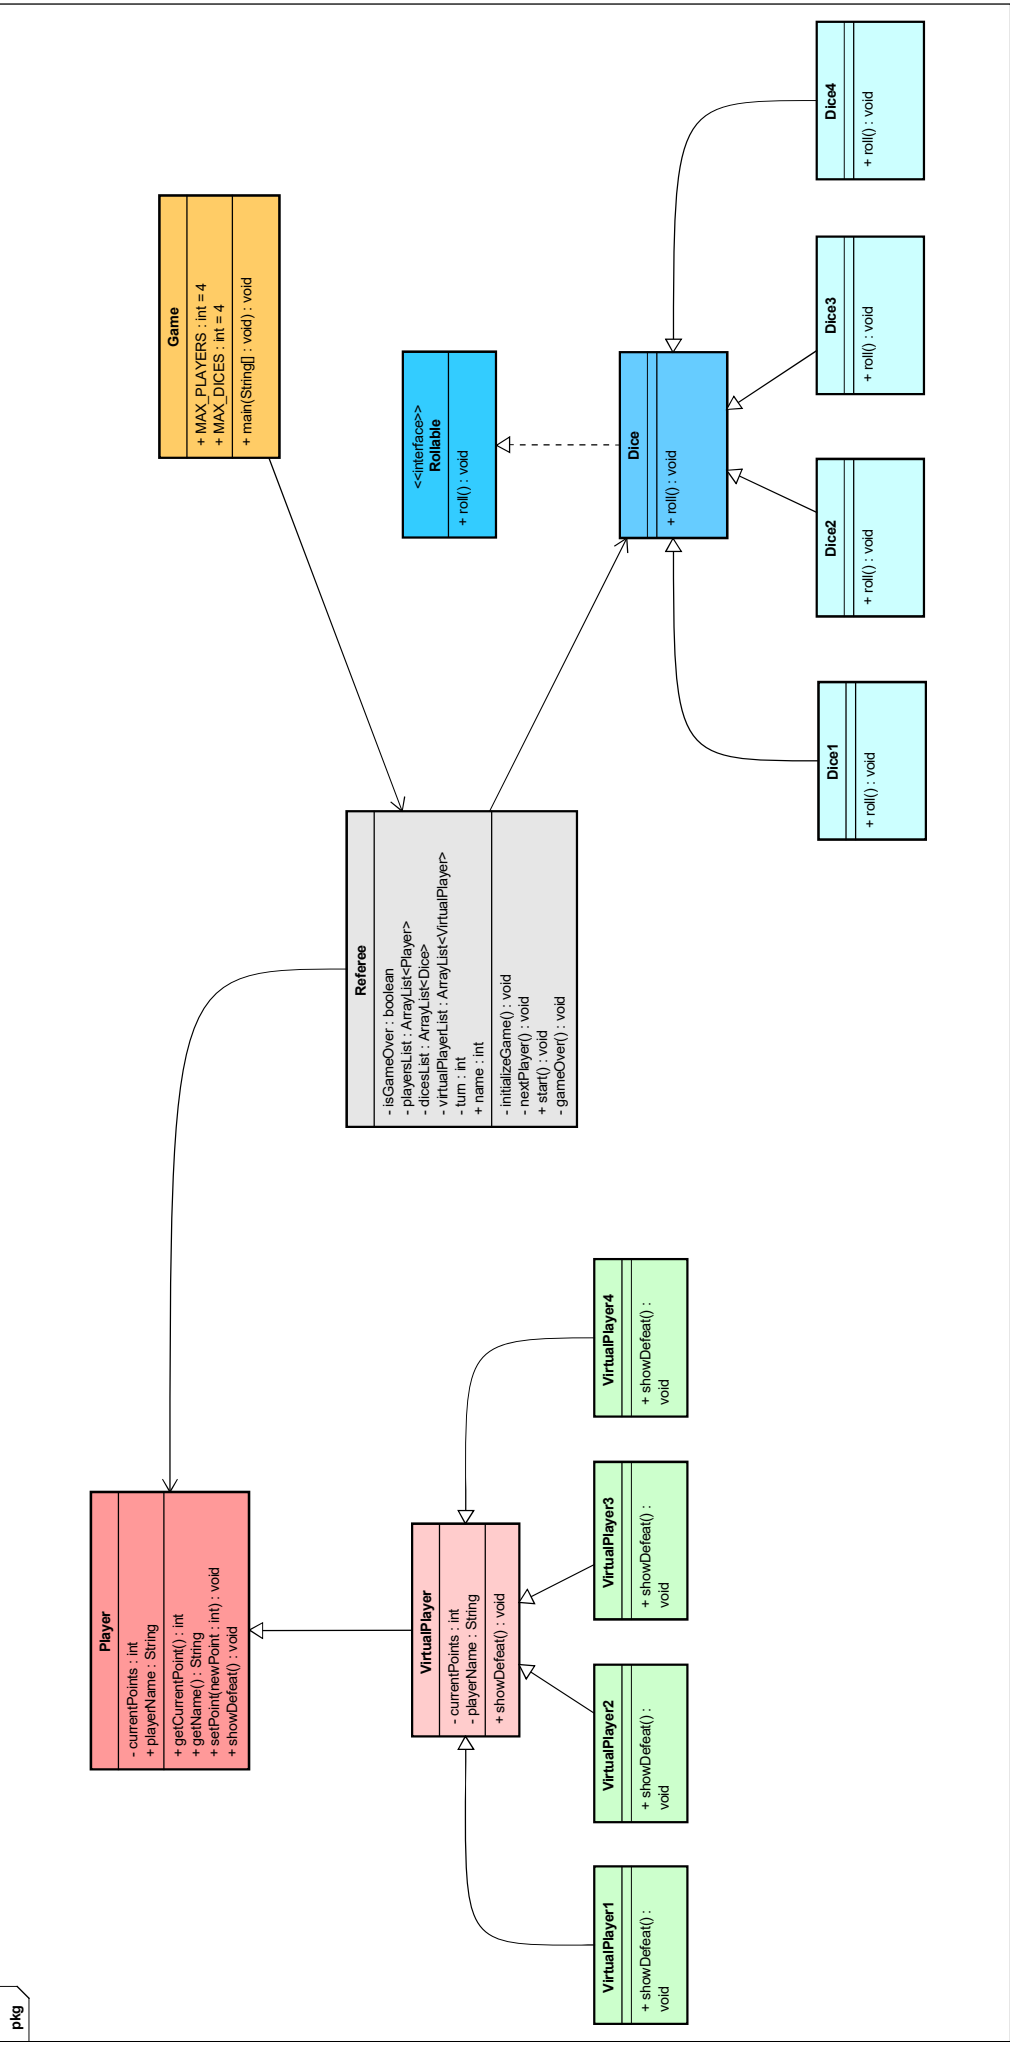 pkg
Player
- currentPoints : int
+ playerName : String
+ getCurrentPoint() : int
+ getName() : String
+ setPoint(newPoint : int) : void
+ showDefeat() : void
Game
+ MAX_PLAYERS : int = 4
+ MAX_DICES : int = 4
+ main(String[] : void) : void
Referee
- isGameOver : boolean
- playersList : ArrayList<Player>
- dicesList : ArrayList<Dice>
- virtualPlayerList : ArrayList<VirtualPlayer>
- turn : int
+ name : int
- initializeGame() : void
- nextPlayer() : void
+ start() : void
- gameOver() : void
<<interface>>
Rollable
+ roll() : void
VirtualPlayer
- currentPoints : int
- playerName : String
+ showDefeat() : void
Dice
+ roll() : void
VirtualPlayer1
+ showDefeat() :
void
VirtualPlayer2
+ showDefeat() :
void
VirtualPlayer3
+ showDefeat() :
void
VirtualPlayer4
+ showDefeat() :
void
Dice1
+ roll() : void
Dice2
+ roll() : void
Dice3
+ roll() : void
Dice4
+ roll() : void